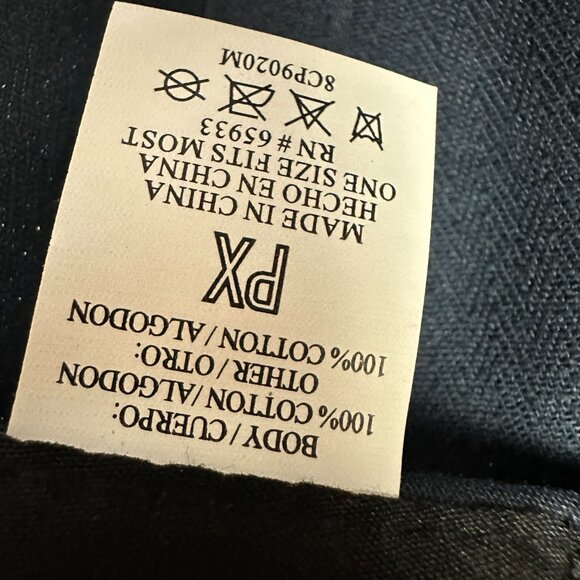 BODY / CUERPO:
100% COTTON/ALGODON
OTHER / OTRO:
100% COTTON / ALGODON
PX
MADE IN CHINA
HECHO EN CHINA
ONE SIZE FITS MOST
RN # 65933
8CP9020M